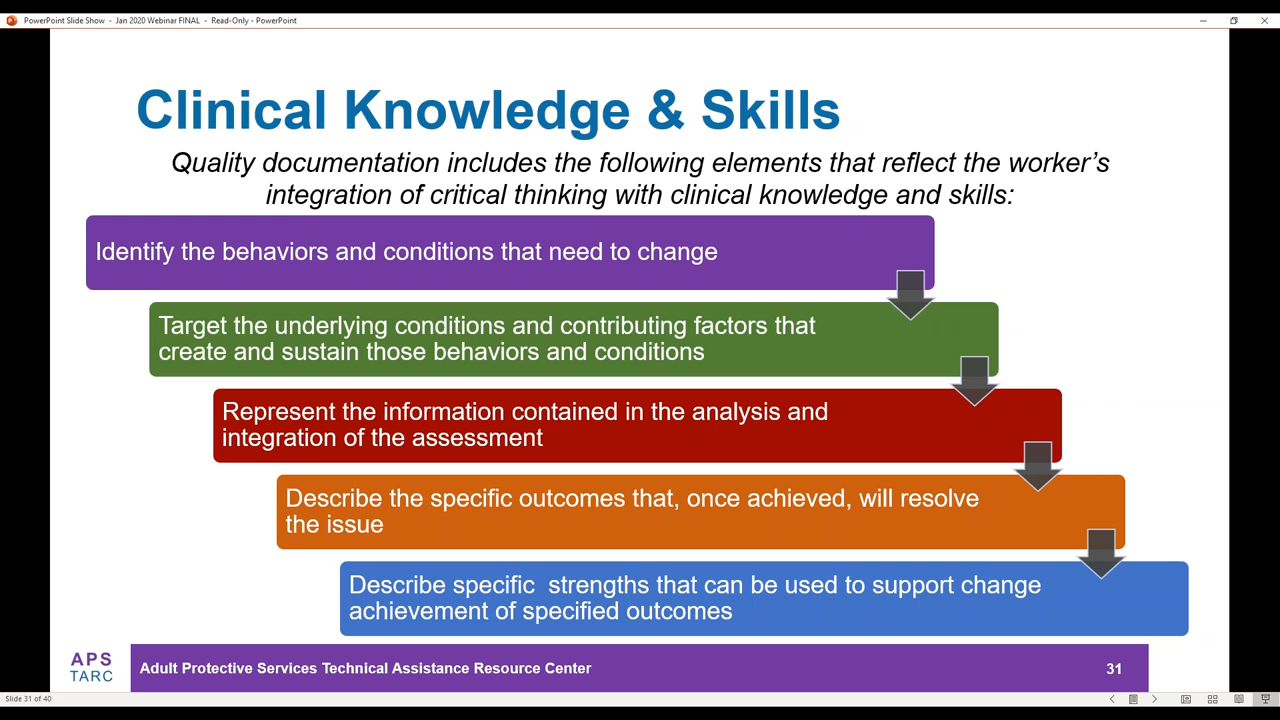 PowerPoint Slide Show - Jan 2020 Webinar FINAL - Read-Only - PowerPoint
Clinical Knowledge & Skills
Quality documentation includes the following elements that reflect the worker’s
integration of critical thinking with clinical knowledge and skills:
Identify the behaviors and conditions that need to change
Target the underlying conditions and contributing factors that
create and sustain those behaviors and conditions
Represent the information contained in the analysis and
integration of the assessment
Describe the specific outcomes that, once achieved, will resolve
the issue
Describe specific  strengths that can be used to support change
achievement of specified outcomes
APS
TARC
Adult Protective Services Technical Assistance Resource Center
31
Slide 31 of 40